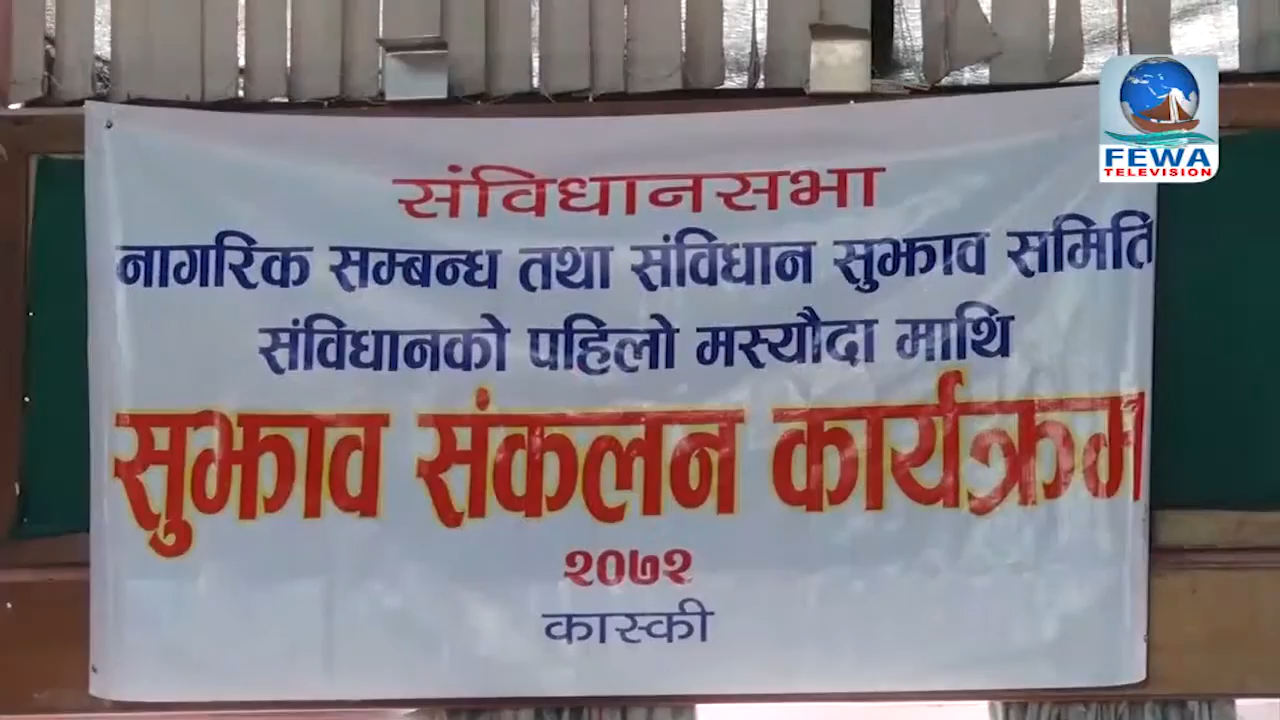 संविधानसभा
नागरिक सम्बन्ध तथा संविधान सुझाव समिति
संविधानको पहिलो मस्यौदा माथि
सुझाव संकलन कार्यक्रम
२०७२
कास्की
FEWA
TELEVISION